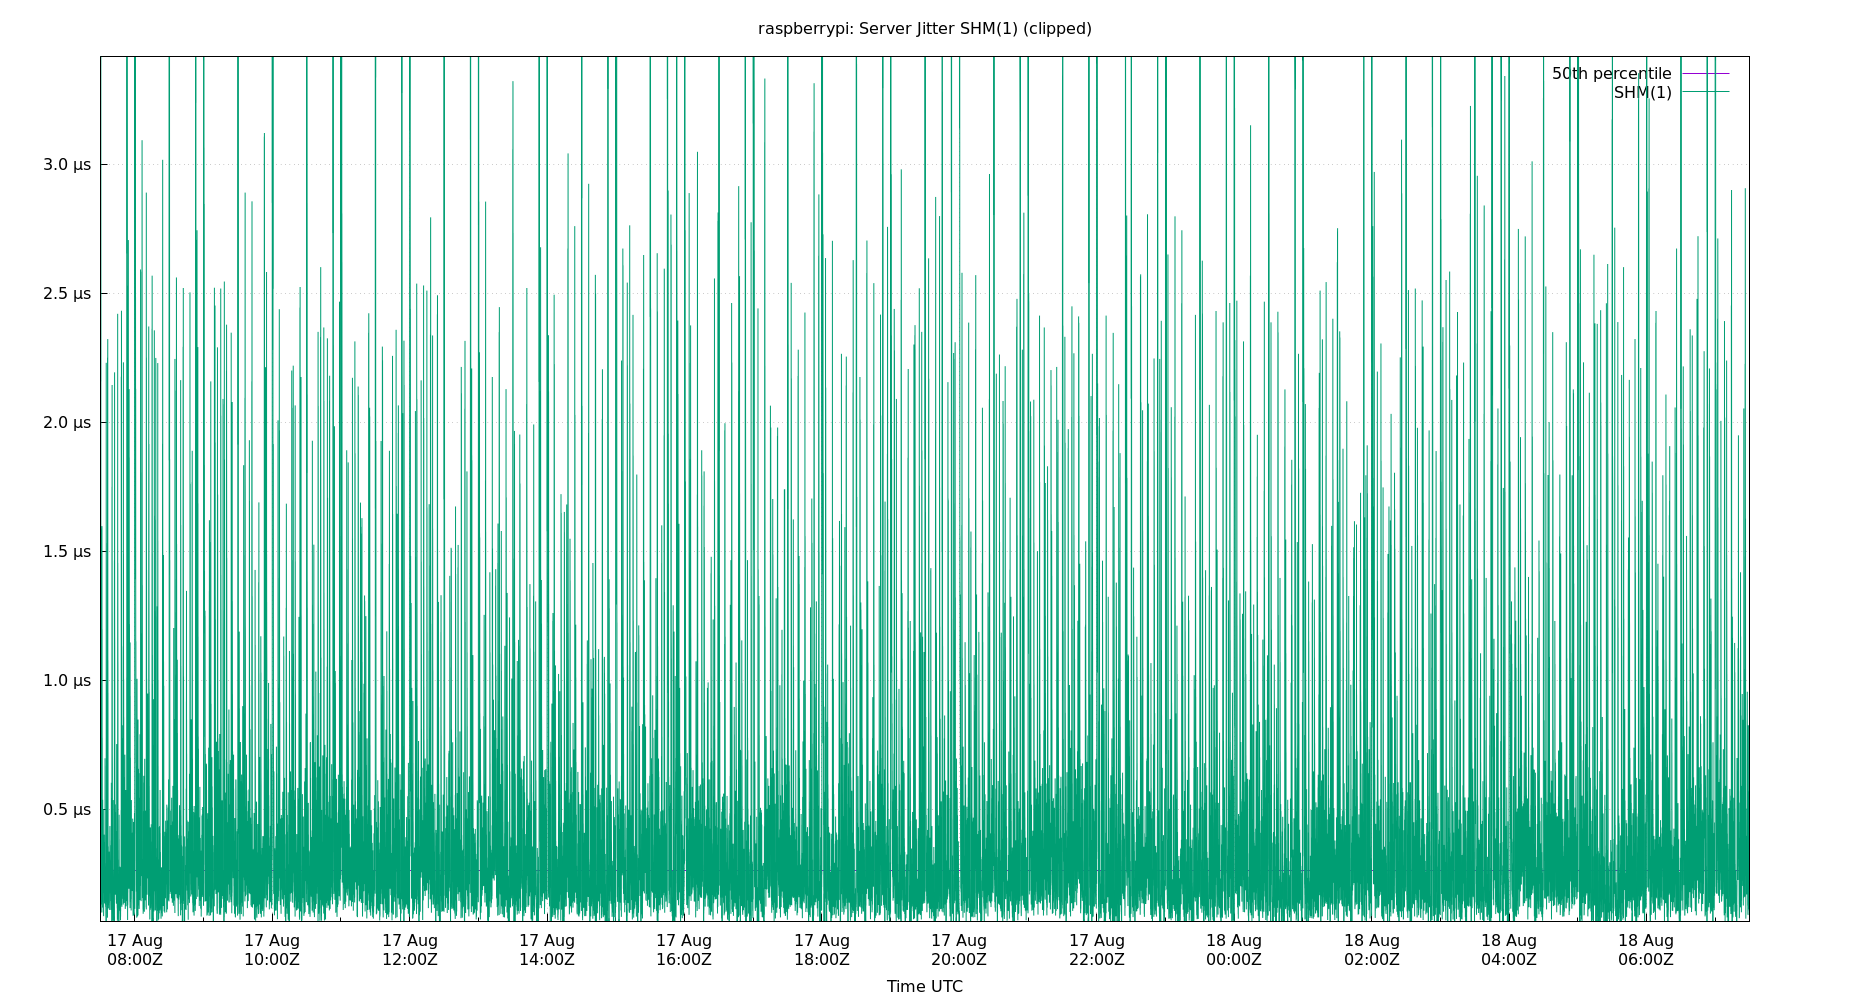 raspberrypi: Server Jitter SHM(1) (clipped)
50th percentile
SHM(1)
3.0 µs
2.5 µs
2.0 µs
1.5 µs
1.0 µs
0.5 µs
17 Aug 17 Aug 17 Aug 17 Aug 17 Aug 17 Aug 17 Aug 17 Aug 18 Aug 18 Aug 18 Aug 18 Aug
08:00Z 10:00Z 12:00Z 14:00Z 16:00Z 18:00Z 20:00Z 22:00Z 00:00Z 02:00Z 04:00Z 06:00Z
Time UTC